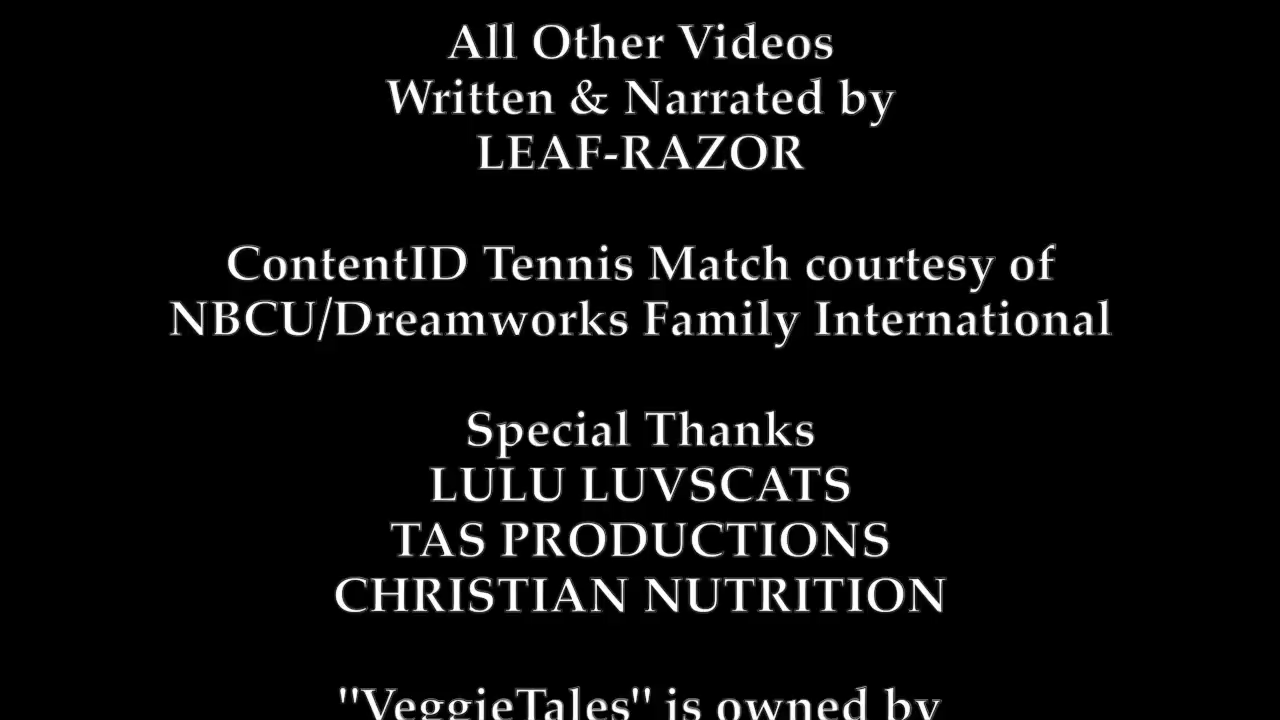 All Other Videos
Written & Narrated by
LEAF-RAZOR
ContentID Tennis Match courtesy of
NBCU/Dreamworks Family International
Special Thanks
LULU LUVSCATS
TAS PRODUCTIONS
CHRISTIAN NUTRITION
"VeggieTales" is owned by